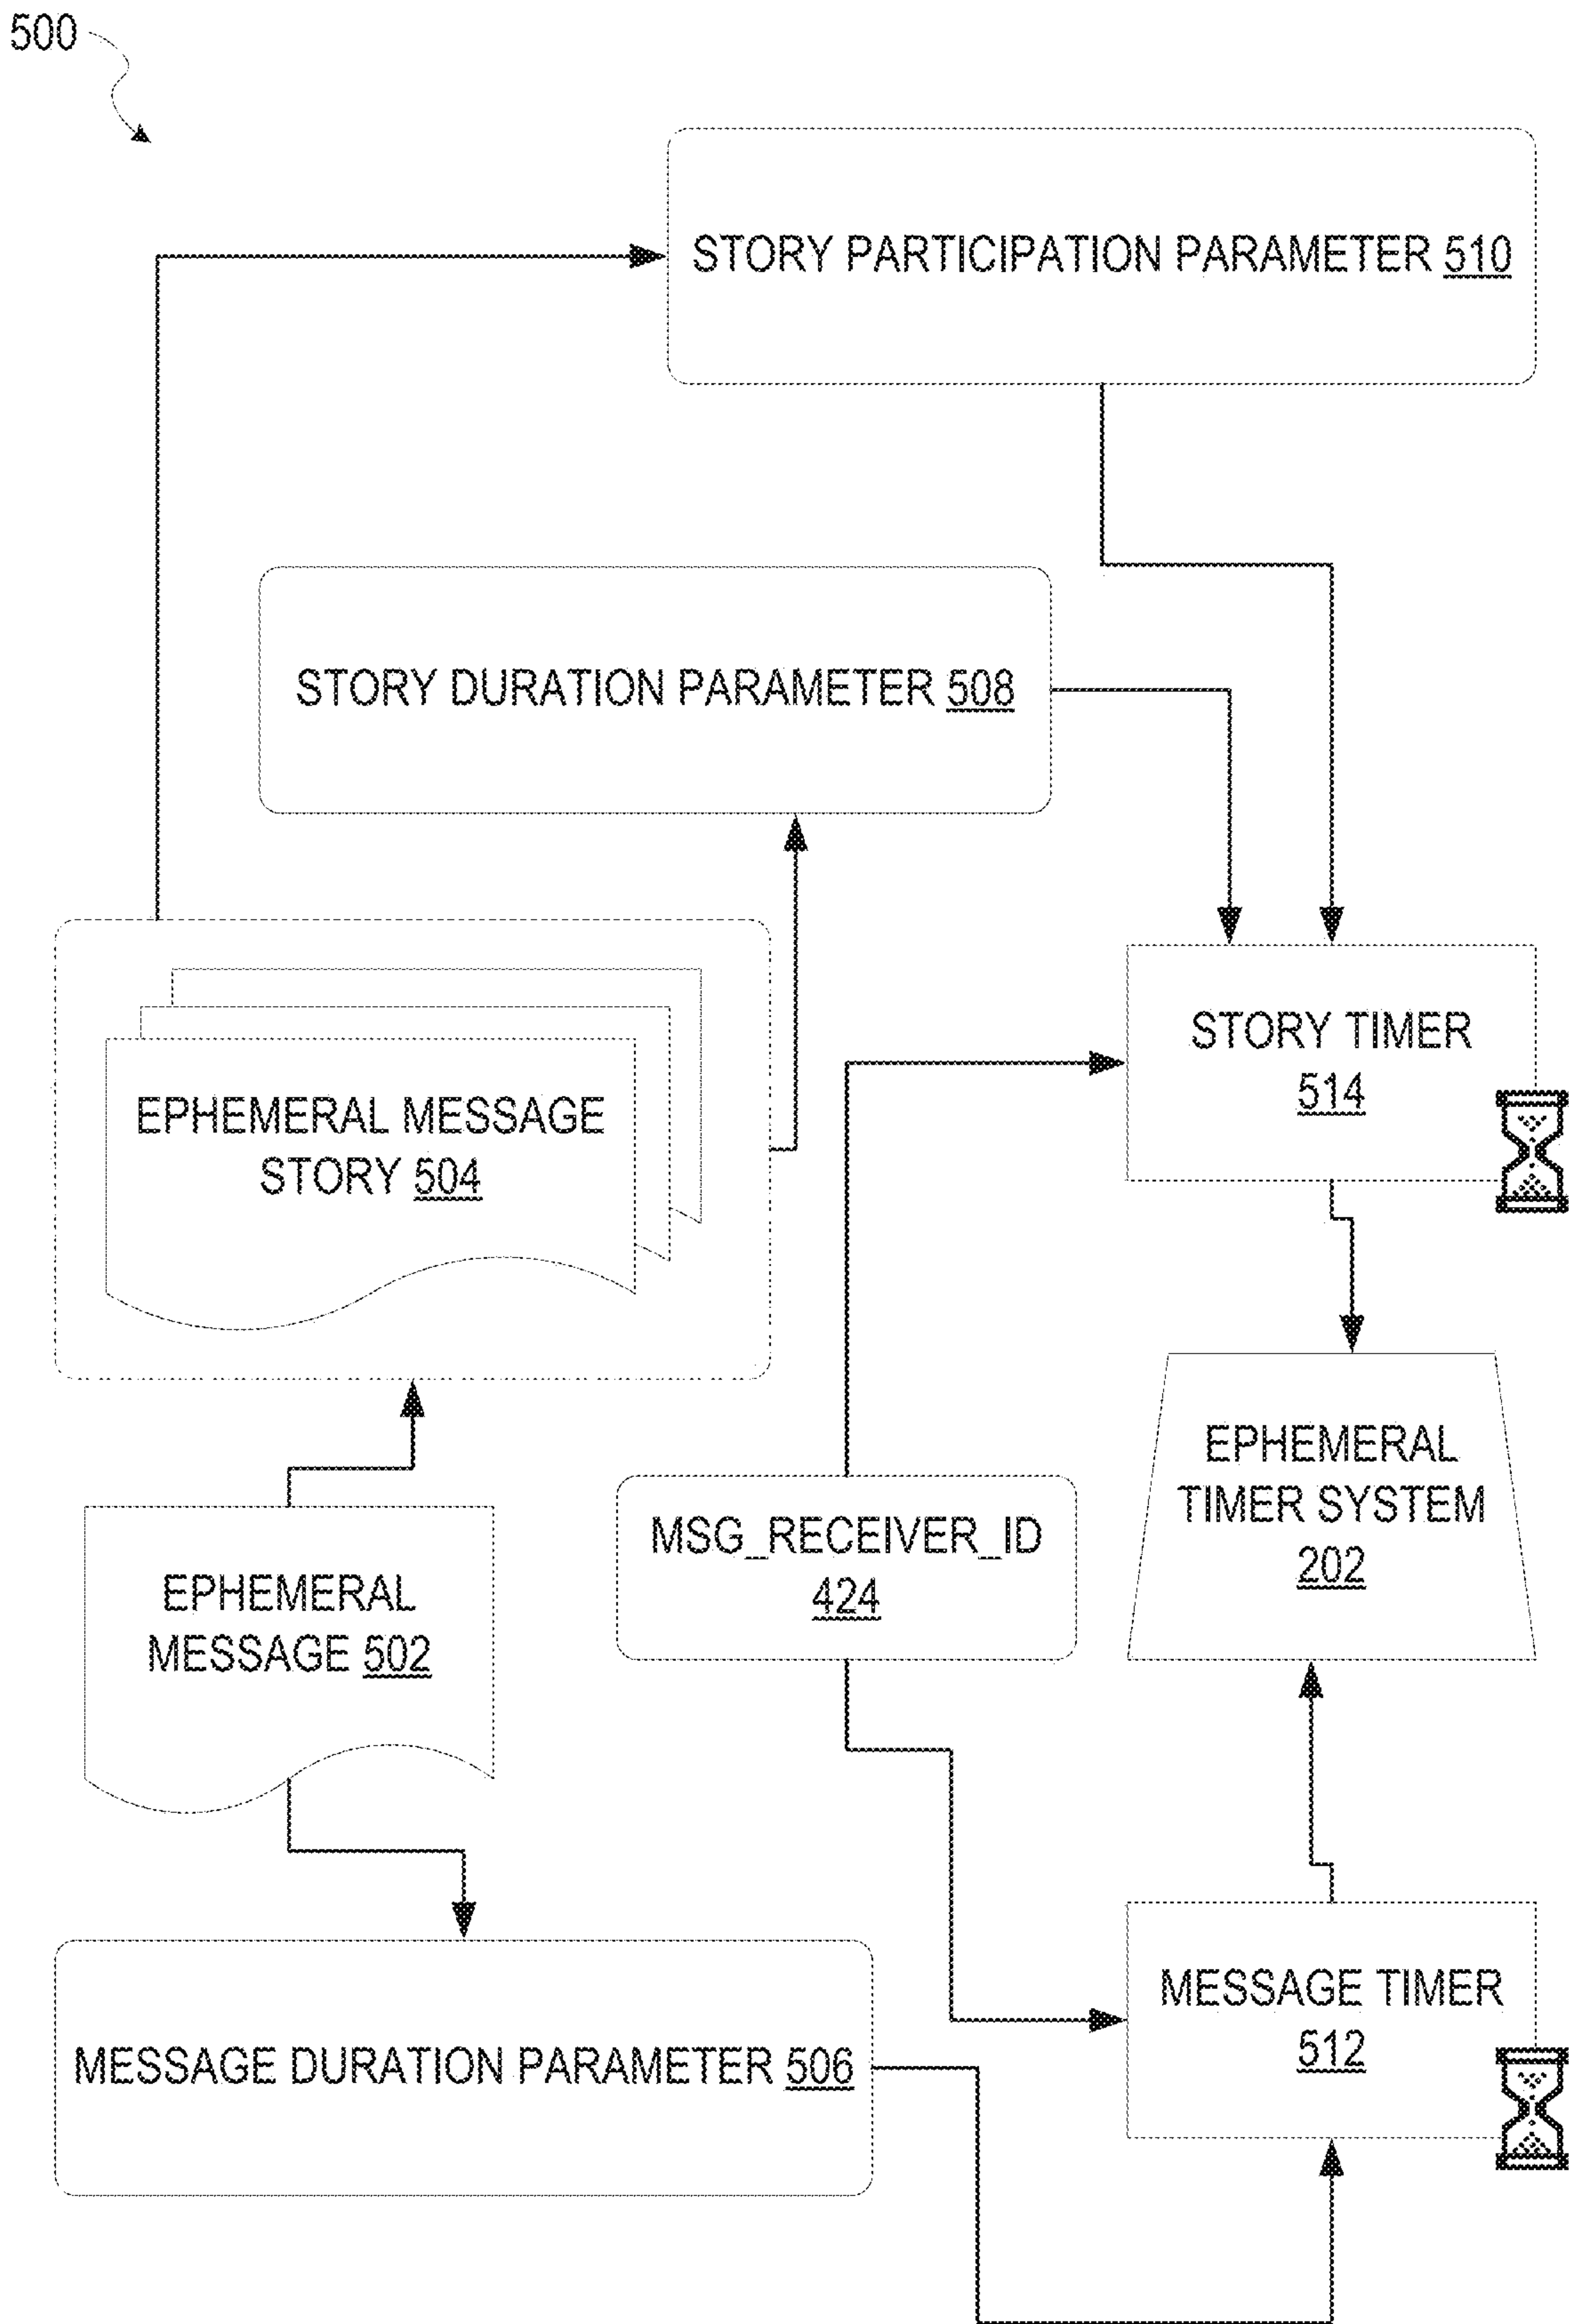 500
STORY PARTICIPATION PARAMETER 510
STORY DURATION PARAMETER 508
STORY TIMER
514
EPHEMERAL MESSAGE
STORY 504
EPHEMERAL
TIMER SYSTEM
202
MSG_RECEIVER_ID
424
EPHEMERAL
MESSAGE 502
MESSAGE TIMER
512
MESSAGE DURATION PARAMETER 506